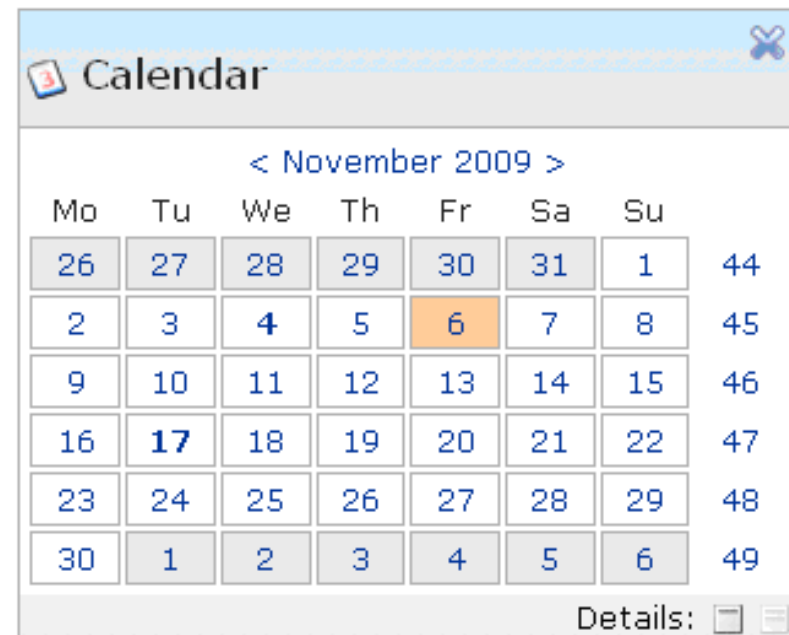 3 Calendar
< November 2009 >
Mo Tu We Th Fr Sa Su
26 27 28 29 30 31 1 44
2 3 4 5 6 7 8 45
9 10 11 12 13 14 15 46
16 17 18 19 20 21 22 47
23 24 25 26 27 28 29 48
30 1 2 3 4 5 6 49
Details: